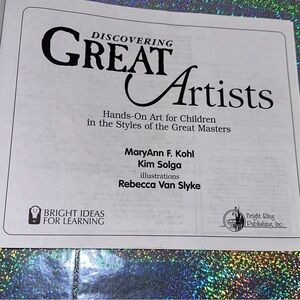 DISCOVERING
GREAT
Artists
Hands-On Art for Children
in the Styles of the Great Masters
MaryAnn F. Kohl
Kim Solga
illustrations
Rebecca Van Slyke
BRIGHT IDEAS
FOR LEARNING
Bright Ring
Publishing, Inc.